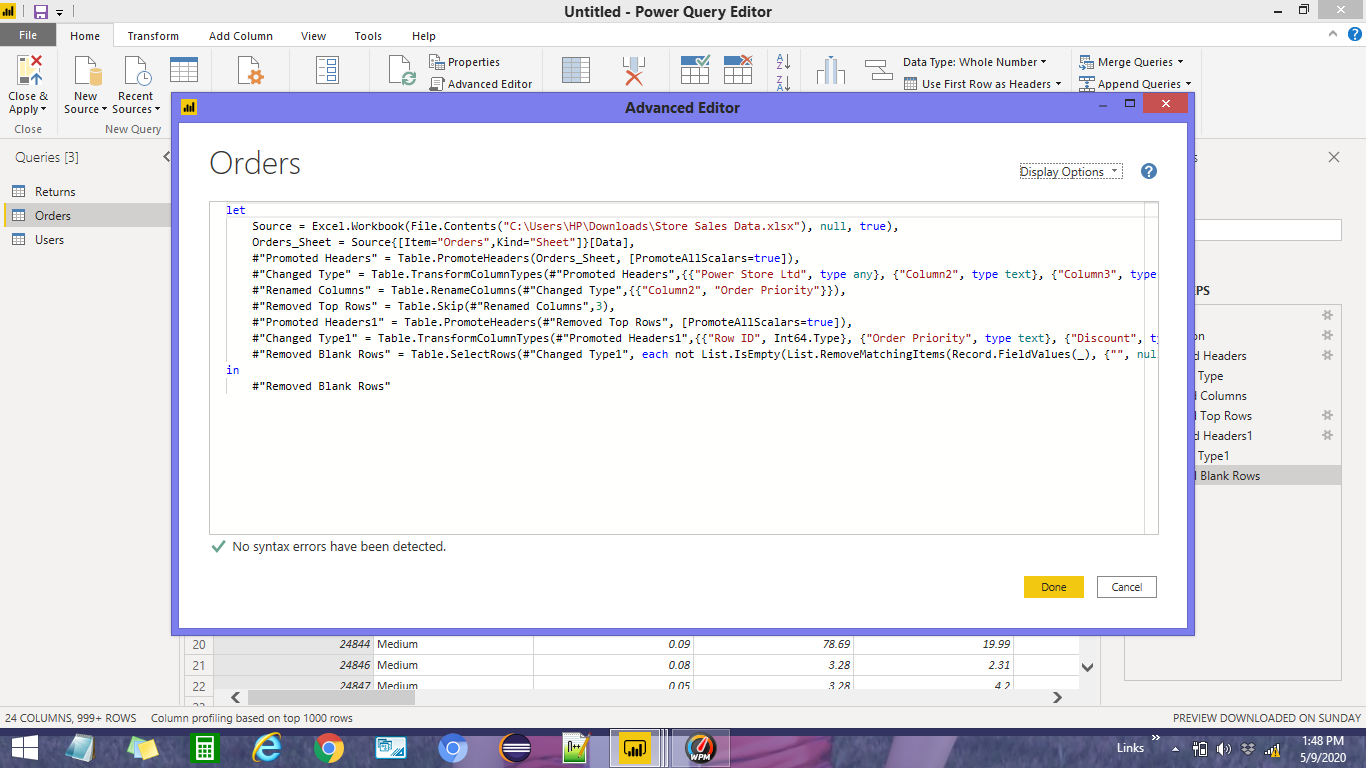 Untitled - Power Query Editor
File Home Transform Add Column View Tools Help
Close & Apply
New Source
Recent Sources
Properties
Advanced Editor
Data Type: Whole Number
Use First Row as Headers
Merge Queries
Append Queries
Close
New Query
Advanced Editor
Queries [3]
Returns
Orders
Users
Orders
Display Options
let
Source = Excel.Workbook(File.Contents("C:\Users\HP\Downloads\Store Sales Data.xlsx"), null, true),
Orders_Sheet = Source{[Item="Orders",Kind="Sheet"]}[Data],
#"Promoted Headers" = Table.PromoteHeaders(Orders_Sheet, [PromoteAllScalars=true]),
#"Changed Type" = Table.TransformColumnTypes(#"Promoted Headers",{{"Power Store Ltd", type any}, {"Column2", type text}, {"Column3", type
#"Renamed Columns" = Table.RenameColumns(#"Changed Type",{{"Column2", "Order Priority"}}),
#"Removed Top Rows" = Table.Skip(#"Renamed Columns",3),
#"Promoted Headers1" = Table.PromoteHeaders(#"Removed Top Rows", [PromoteAllScalars=true]),
#"Changed Type1" = Table.TransformColumnTypes(#"Promoted Headers1",{{"Row ID", Int64.Type}, {"Order Priority", type text}, {"Discount", ty
#"Removed Blank Rows" = Table.SelectRows(#"Changed Type1", each not List.IsEmpty(List.RemoveMatchingItems(Record.FieldValues(_), {"", nul
in
#"Removed Blank Rows"
No syntax errors have been detected.
Done Cancel
s
PS
on
d Headers
Type
d Columns
d Top Rows
d Headers1
Type1
d Blank Rows
20 24844 Medium 0.09 78.69 19.99
21 24846 Medium 0.08 3.28 2.31
22 24847 Medium 0.05 3.28 4.2
24 COLUMNS, 999+ ROWS Column profiling based on top 1000 rows
PREVIEW DOWNLOADED ON SUNDAY
WPM
Links
1:48 PM
5/9/2020